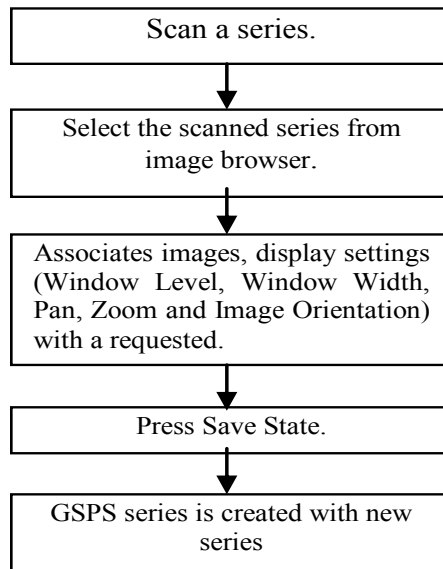 Scan a series.
Select the scanned series from
image browser.
Associates images, display settings
(Window Level, Window Width,
Pan, Zoom and Image Orientation)
with a requested.
Press Save State.
GSPS series is created with new
series